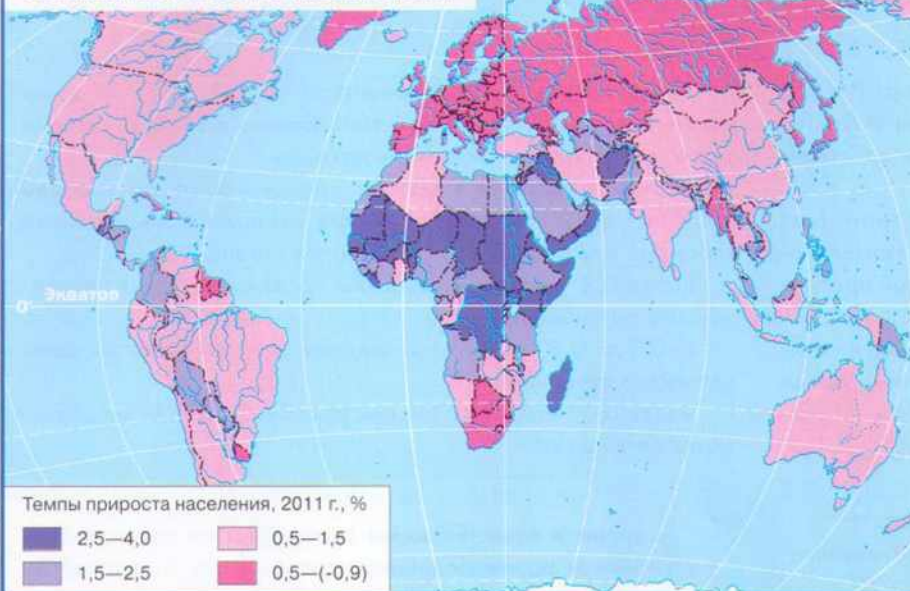 0° Экватор
Темпы прироста населения, 2011 г., %
2,5—4,0
0,5—1,5
1,5—2,5
0,5—(-0,9)